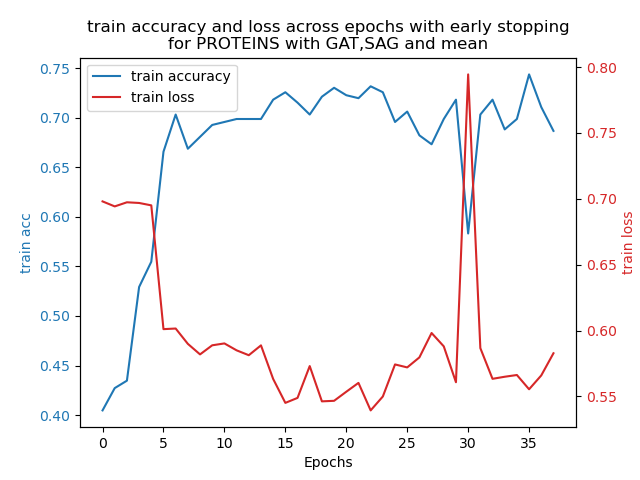 train accuracy and loss across epochs with early stopping
for PROTEINS with GAT,SAG and mean
train accuracy
train loss
0.75
0.70
0.65
0.60
0.55
0.50
0.45
0.40
train acc
0.80
0.75
0.70
0.65
0.60
0.55
train loss
0 5 10 15 20 25 30 35
Epochs